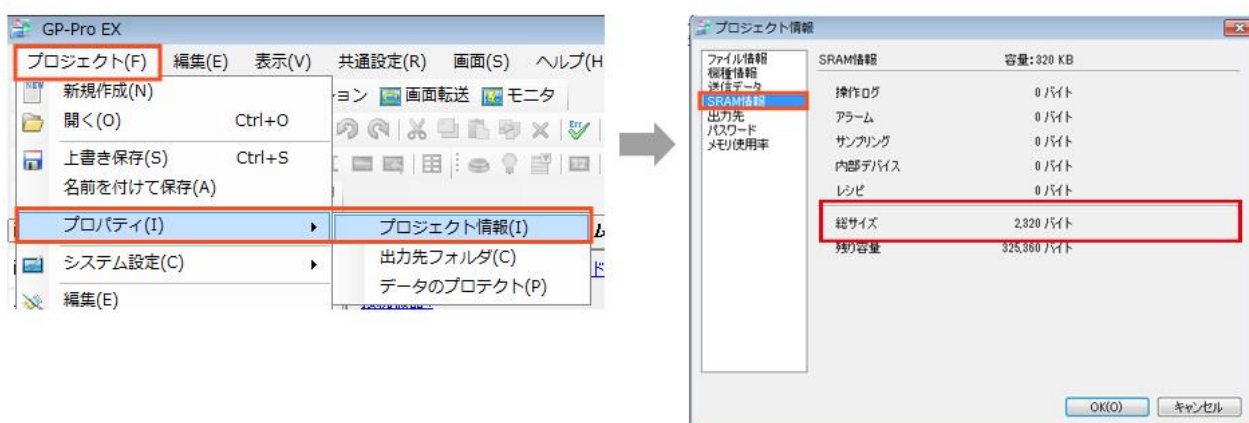 GP-Pro EX
プロジェクト(F) 編集(E) 表示(V) 共通設定(R) 画面(S) ヘルプ(H
NEW 新規作成(N)
ション 画面転送 モニタ
開く(O) Ctrl+O
上書き保存(S) Ctrl+S
名前を付けて保存(A)
プロパティ(I) プロジェクト情報(I)
システム設定(C) 出力先フォルダ(C)
データのプロテクト(P)
編集(E)
プロジェクト情報
ファイル情報
機種情報
送信データ
SRAM情報
出力先
パスワード
メモリ使用率
SRAM情報 容量:320 KB
操作ログ 0 バイト
アラーム 0 バイト
サンプリング 0 バイト
内部デバイス 0 バイト
レシピ 0 バイト
総サイズ 2,320 バイト
残り容量 325,360 バイト
OK(O) キャンセル